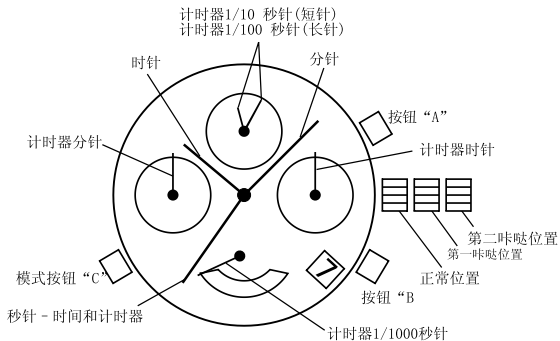 计时器1/10 秒针(短针)
计时器1/100 秒针(长针)
时针
分针
按钮“A”
计时器分针
计时器时针
第二咔哒位置
第一咔哒位置
正常位置
模式按钮“C”
按钮“B
7
秒针－时间和计时器
计时器1/1000秒针